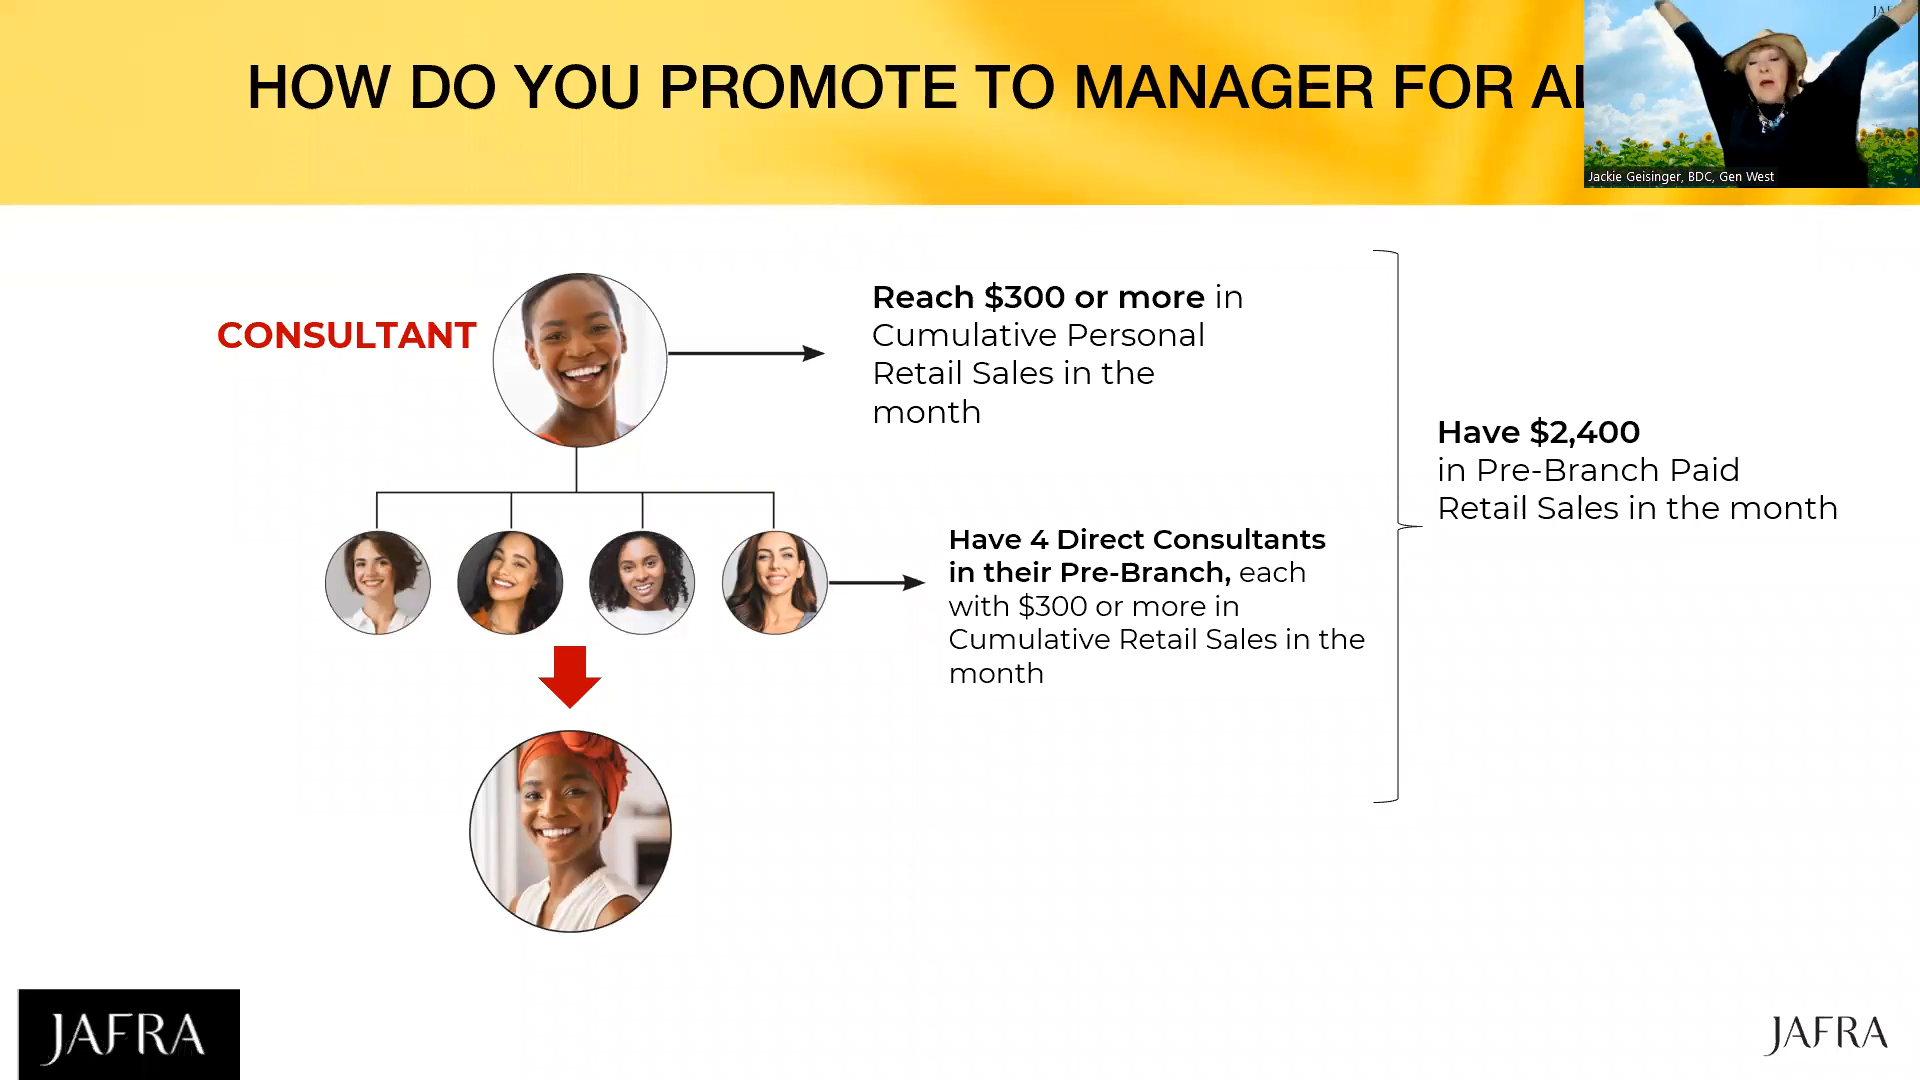 HOW DO YOU PROMOTE TO MANAGER FOR
Jackie Geisinger, BDC, Gen West
CONSULTANT
Reach $300 or more in
Cumulative Personal
Retail Sales in the
month
Have $2,400
in Pre-Branch Paid
Retail Sales in the month
Have 4 Direct Consultants
in their Pre-Branch, each
with $300 or more in
Cumulative Retail Sales in the
month
JAFRA
JAFRA